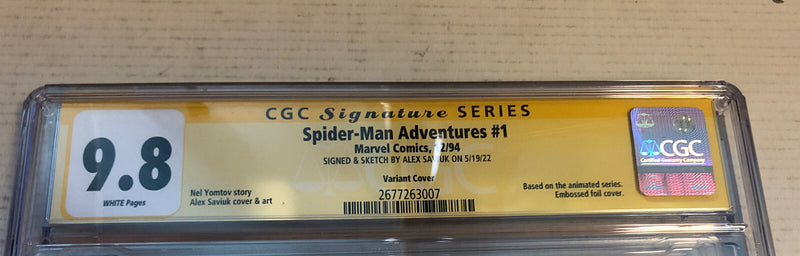 CGC Signature SERIES
Spider-Man Adventures #1
Marvel Comics, 12/94
SIGNED & SKETCH BY ALEX SAVIUK ON 5/19/22
Variant Cover
2677263007
9.8
WHITE Pages
Nel Yomtov story
Alex Saviuk cover & art
Based on the animated series.
Embossed foil cover.
CGC
Certified Guaranty Company
CGC